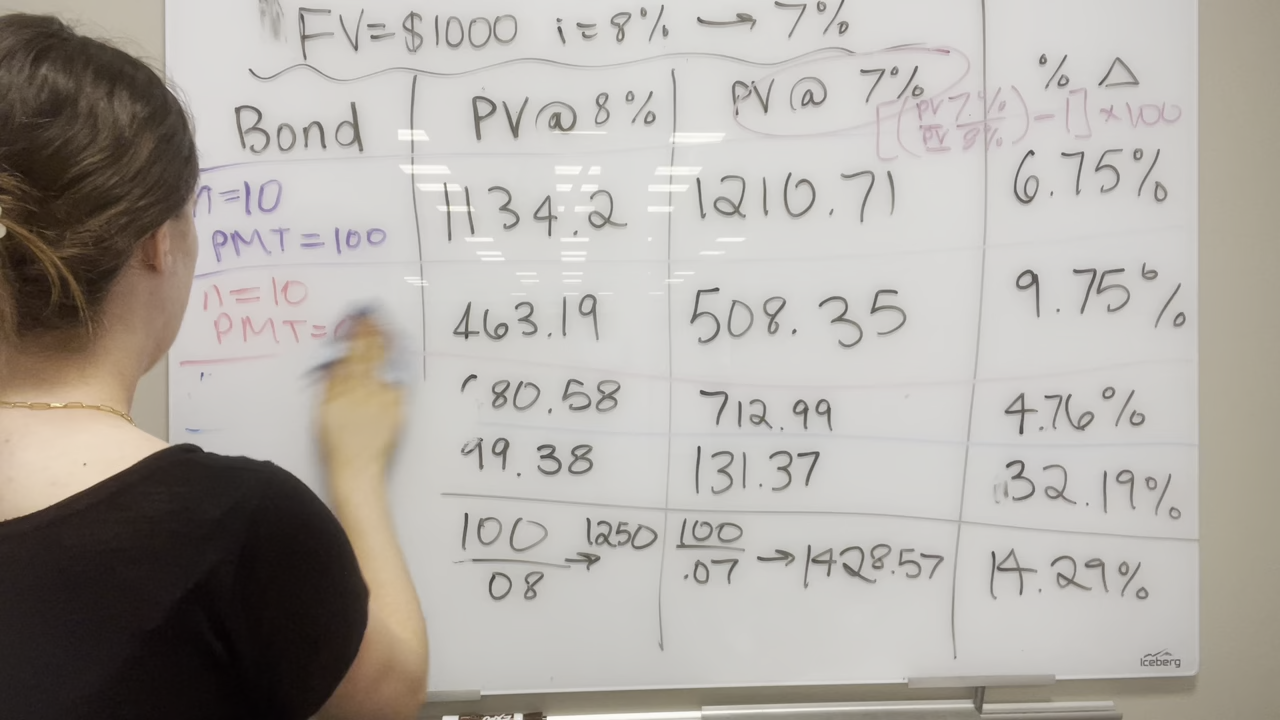 FV=$1000 i=8% → 7%
Bond PV@ 8% PV@ 7% % Δ
[(PV 7%/PV 8%) - 1] × 100
n=10
PMT=100 1134.2 1210.71 6.75%
n=10
PMT= 463.19 508.35 9.75%
80.58 712.99 4.76%
99.38 131.37 32.19%
100/08 → 1250 100/.07 → 1428.57 14.29%
Iceberg